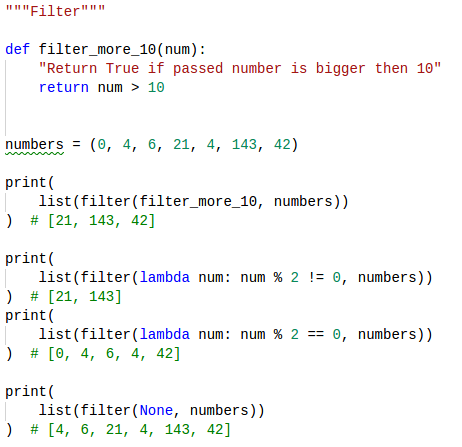 """Filter"""

def filter_more_10(num):
    "Return True if passed number is bigger then 10"
    return num > 10


numbers = (0, 4, 6, 21, 4, 143, 42)

print(
    list(filter(filter_more_10, numbers))
)  # [21, 143, 42]

print(
    list(filter(lambda num: num % 2 != 0, numbers))
)  # [21, 143]
print(
    list(filter(lambda num: num % 2 == 0, numbers))
)  # [0, 4, 6, 4, 42]

print(
    list(filter(None, numbers))
)  # [4, 6, 21, 4, 143, 42]